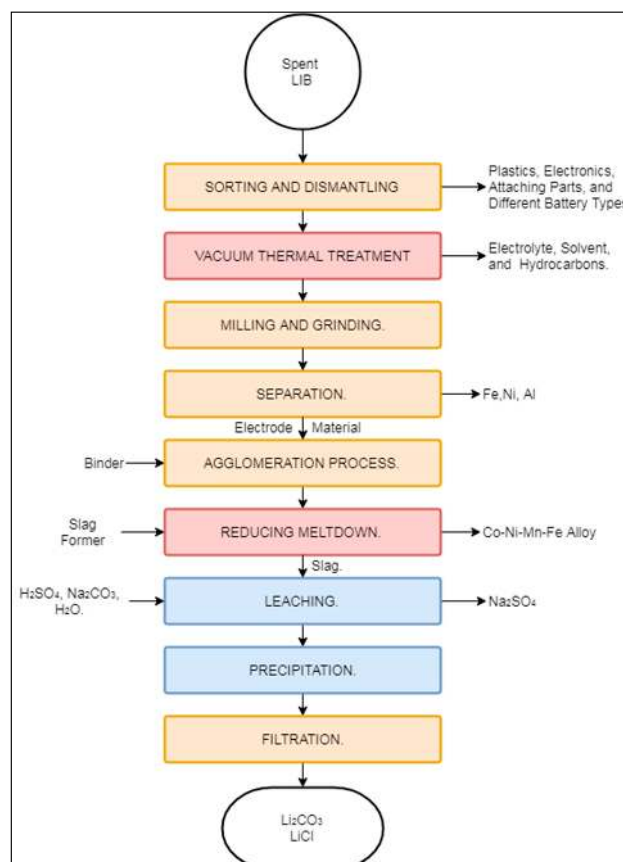 Spent
LIB
SORTING AND DISMANTLING
Plastics, Electronics,
Attaching Parts, and
Different Battery Types
VACUUM THERMAL TREATMENT
Electrolyte, Solvent,
and Hydrocarbons.
MILLING AND GRINDING.
SEPARATION.
Fe,Ni, Al
Electrode Material
Binder
AGGLOMERATION PROCESS.
Slag
Former
REDUCING MELTDOWN.
Co-Ni-Mn-Fe Alloy
Slag.
H₂SO₄, Na₂CO₃,
H₂O.
LEACHING.
Na₂SO₄
PRECIPITATION.
FILTRATION.
Li₂CO₃
LiCl